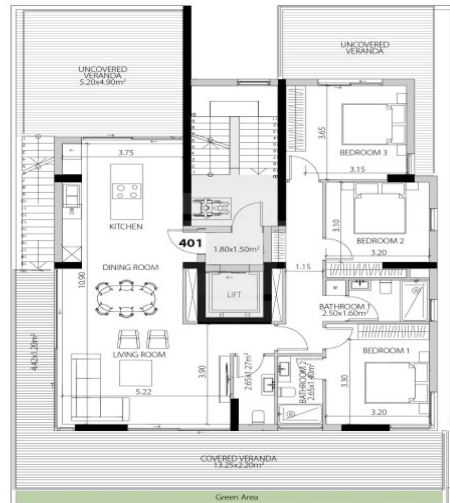 UNCOVERED
VERANDA
5.20x4.90m²
UNCOVERED
VERANDA
3.75
3.65
BEDROOM 3
3.15
KITCHEN
401
1.80x1.50m²
3.10
BEDROOM 2
3.20
DINING ROOM
10.90
1.15
LIFT
BATHROOM 1
2.50x1.60m²
4.42x1.20m²
LIVING ROOM
5.22
3.90
2.65x1.27m²
BATHROOM 2
2.65x1.40m²
BEDROOM 1
3.30
3.20
COVERED VERANDA
13.25x2.20m²
Green Area